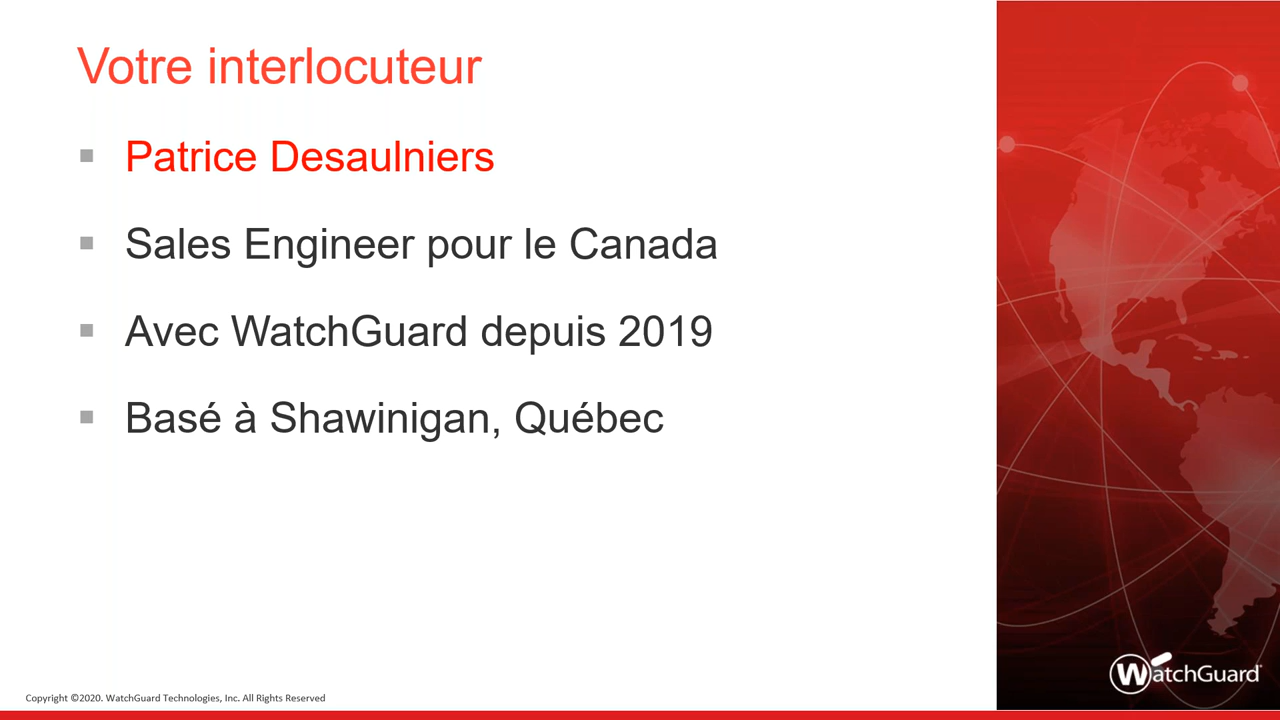 Votre interlocuteur
Patrice Desaulniers
Sales Engineer pour le Canada
Avec WatchGuard depuis 2019
Basé à Shawinigan, Québec
WatchGuard
Copyright ©2020. WatchGuard Technologies, Inc. All Rights Reserved